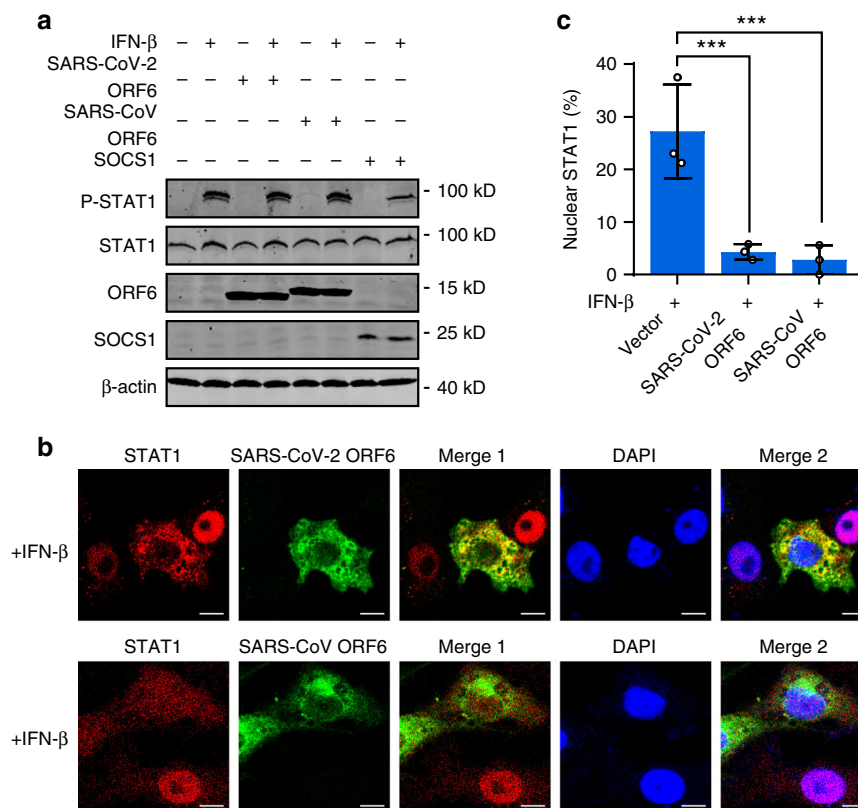 a
IFN-β – + – + – + – +
SARS-CoV-2
ORF6 – – + + – – – –
SARS-CoV
ORF6 – – – – + + – –
SOCS1 – – – – – – + +
P-STAT1 - 100 kD
STAT1 - 100 kD
ORF6 - 15 kD
SOCS1 - 25 kD
β-actin - 40 kD
c
*** ***
Nuclear STAT1 (%)
40
30
20
10
0
IFN-β + + +
Vector
SARS-CoV-2
ORF6
SARS-CoV
ORF6
b
STAT1 SARS-CoV-2 ORF6 Merge 1 DAPI Merge 2
+IFN-β
STAT1 SARS-CoV ORF6 Merge 1 DAPI Merge 2
+IFN-β